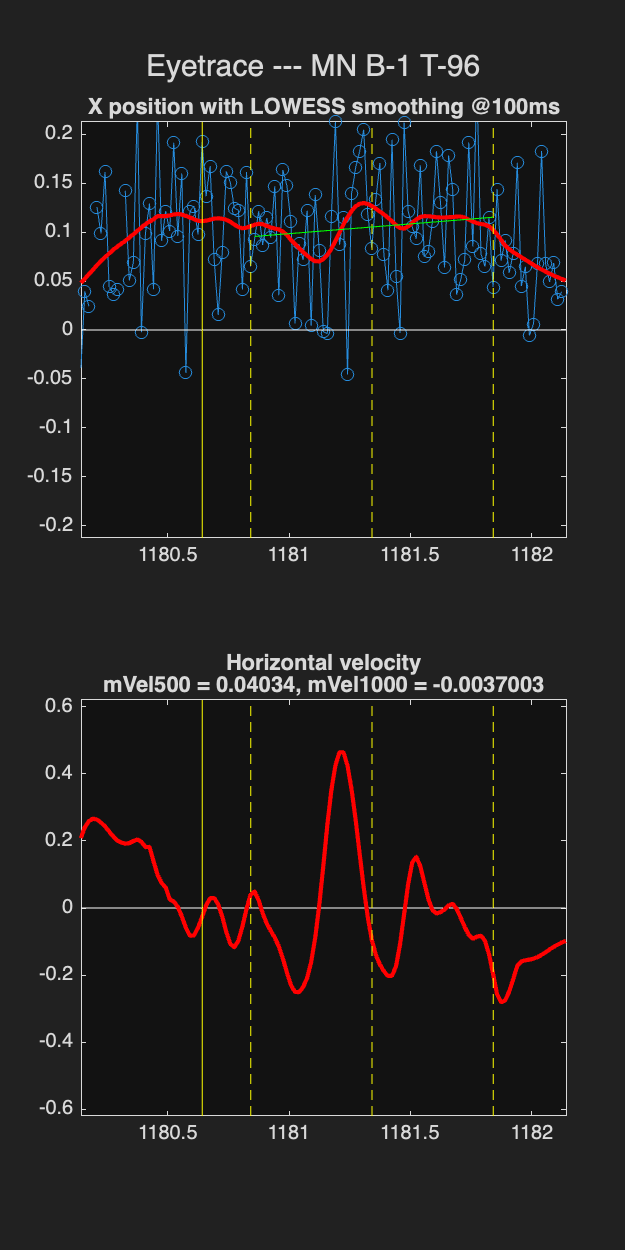 Eyetrace --- MN B-1 T-96
X position with LOWESS smoothing @100ms
0.2
0.15
0.1
0.05
0
-0.05
-0.1
-0.15
-0.2
1180.5 1181 1181.5 1182
Horizontal velocity
mVel500 = 0.04034, mVel1000 = -0.0037003
0.6
0.4
0.2
0
-0.2
-0.4
-0.6
1180.5 1181 1181.5 1182